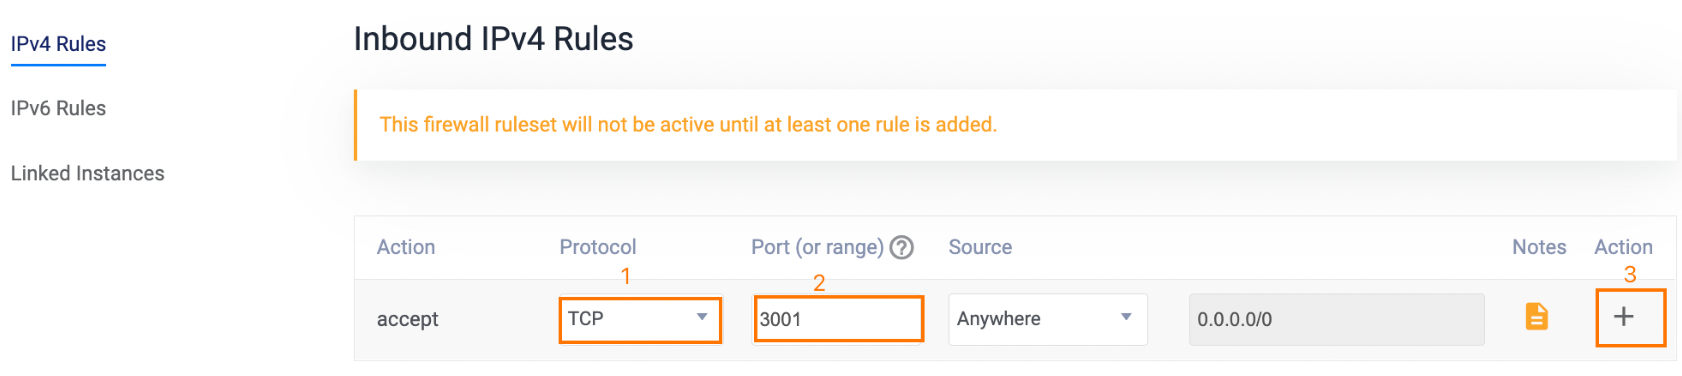 IPv4 Rules
IPv6 Rules
Linked Instances
Inbound IPv4 Rules
This firewall ruleset will not be active until at least one rule is added.
Action Protocol Port (or range) ? Source Notes Action
1 2 3
accept TCP 3001 Anywhere 0.0.0.0/0 +